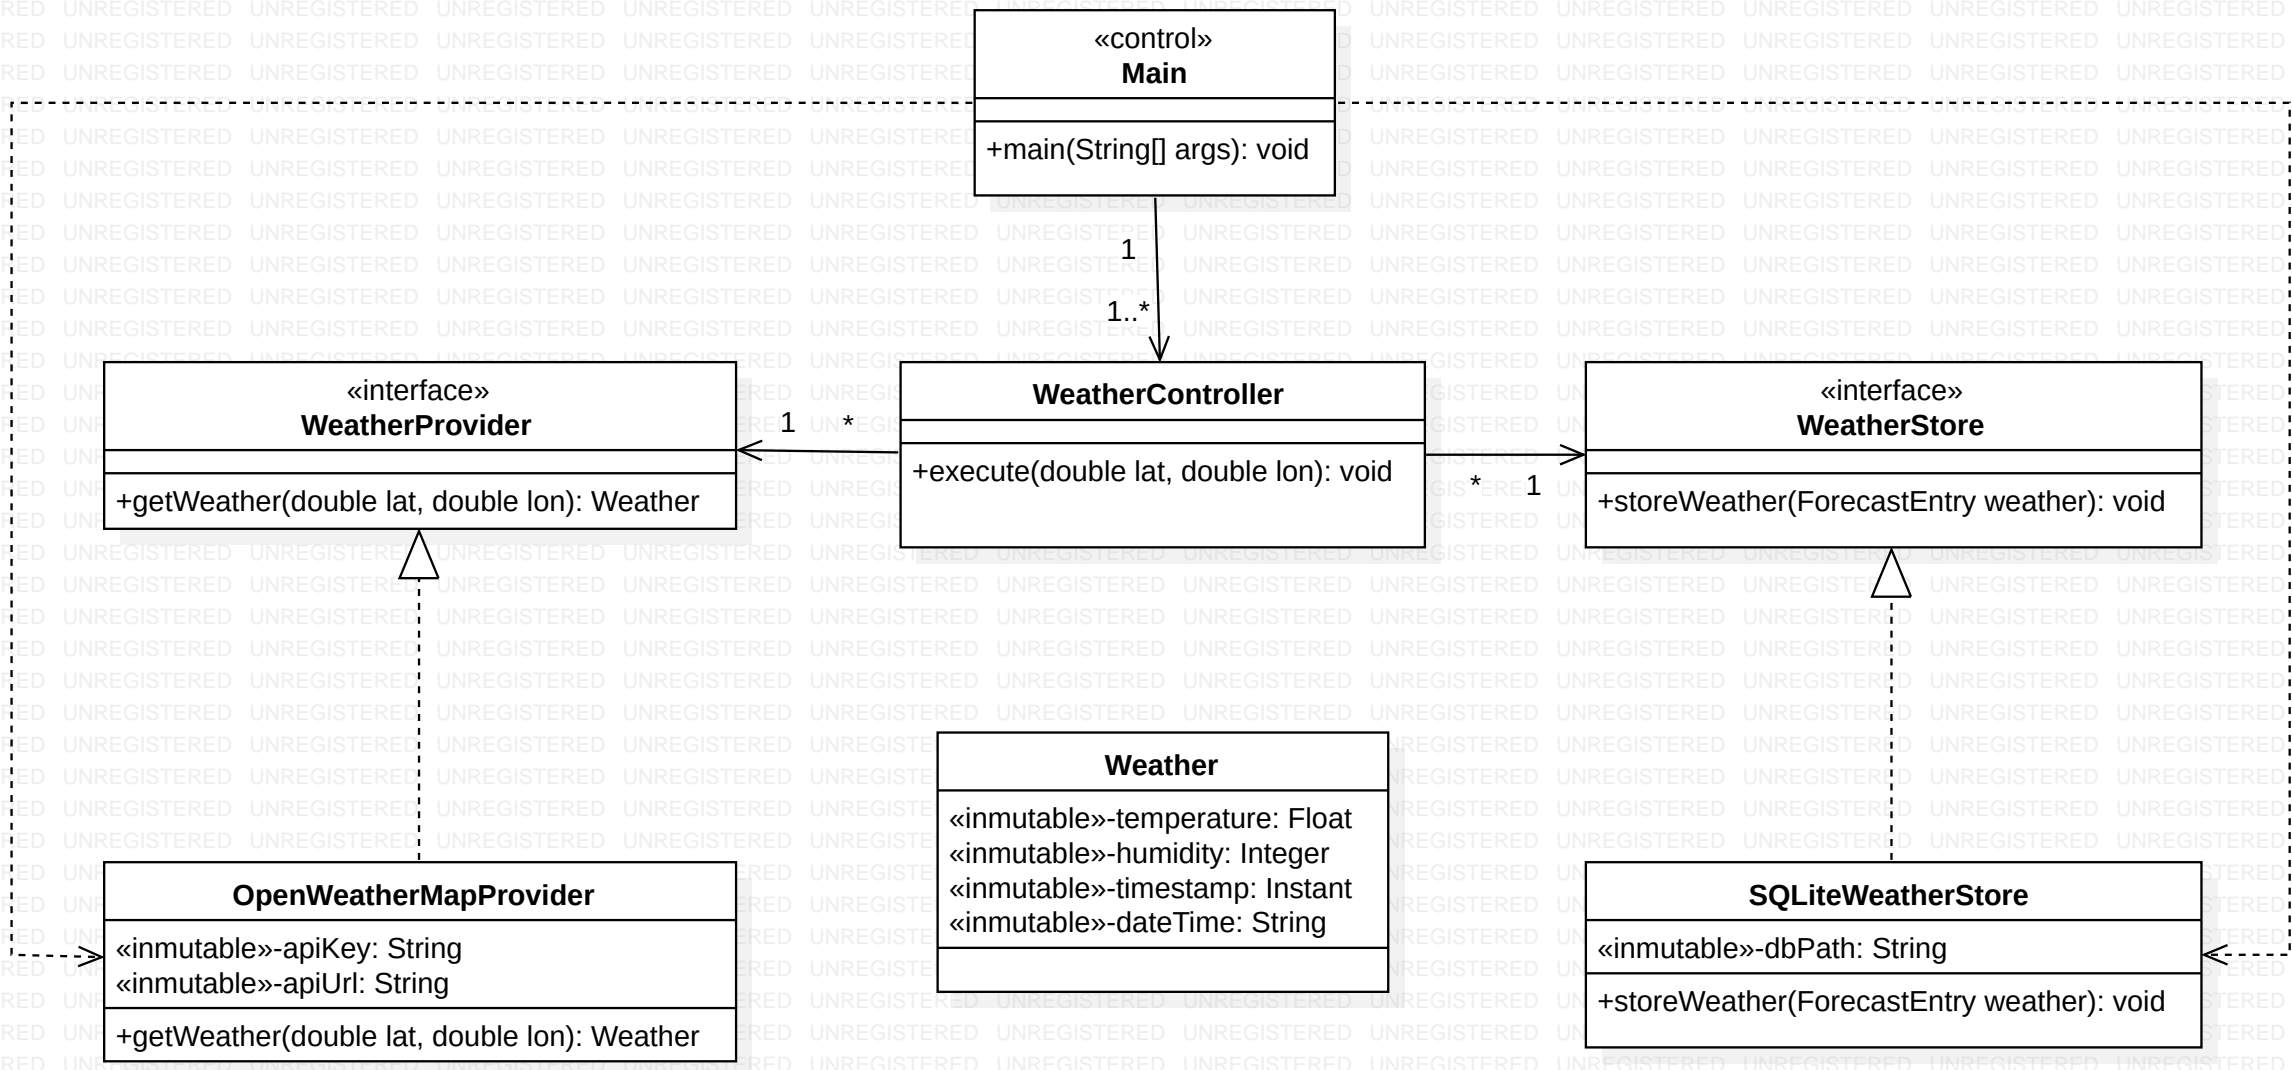 «control»
Main
+main(String[] args): void
1
1..*
«interface»
WeatherProvider
+getWeather(double lat, double lon): Weather
1 *
WeatherController
+execute(double lat, double lon): void
* 1
«interface»
WeatherStore
+storeWeather(ForecastEntry weather): void
Weather
«inmutable»-temperature: Float
«inmutable»-humidity: Integer
«inmutable»-timestamp: Instant
«inmutable»-dateTime: String
OpenWeatherMapProvider
«inmutable»-apiKey: String
«inmutable»-apiUrl: String
+getWeather(double lat, double lon): Weather
SQLiteWeatherStore
«inmutable»-dbPath: String
+storeWeather(ForecastEntry weather): void
UNREGISTERED